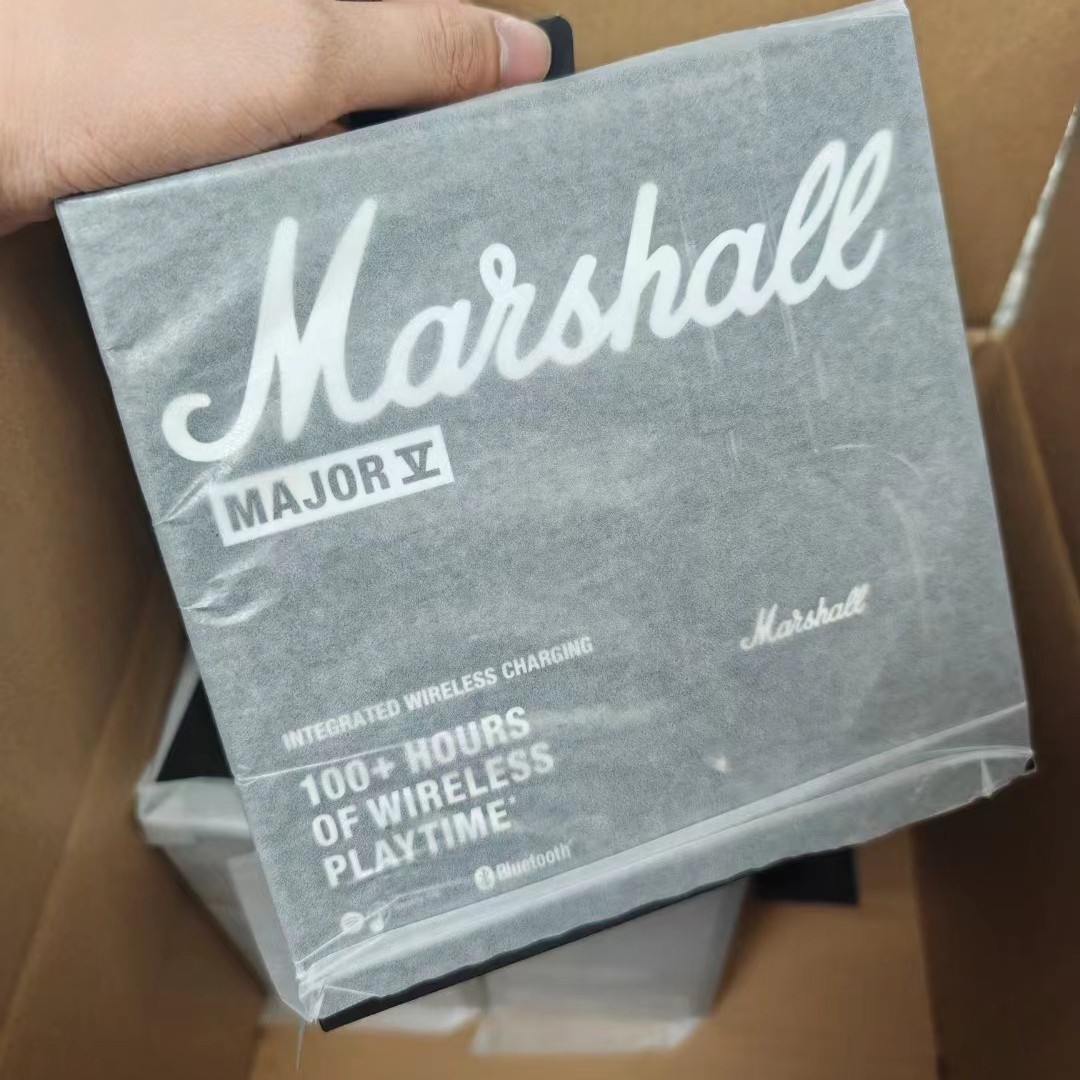 Marshall
MAJOR V
Marshall
INTEGRATED WIRELESS CHARGING
100+ HOURS
OF WIRELESS
PLAYTIME*
Bluetooth